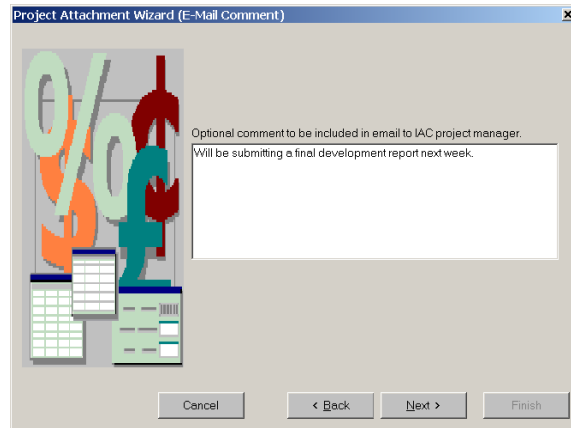 Project Attachment Wizard (E-Mail Comment)
Optional comment to be included in email to IAC project manager.
Will be submitting a final development report next week.
Cancel
< Back
Next >
Finish